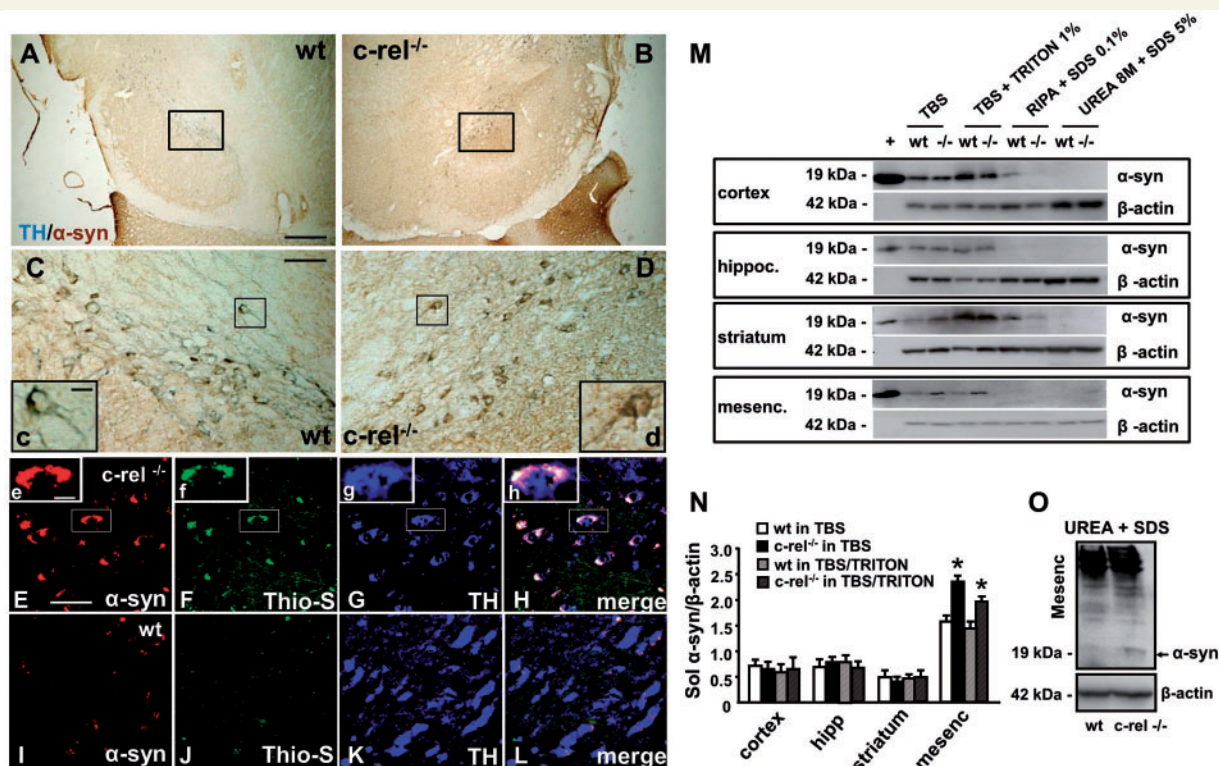 A
wt
c-rel-/-
B
TH/α-syn
C
D
c
wt
c-rel-/-
d
e
c-rel -/-
f
g
h
E
α-syn
F
Thio-S
G
TH
H
merge
wt
I
α-syn
J
Thio-S
K
TH
L
merge
M
TBS
TBS + TRITON 1%
RIPA + SDS 0.1%
UREA 8M + SDS 5%
+ wt -/- wt -/- wt -/- wt -/-
cortex
19 kDa -
α-syn
42 kDa -
β-actin
hippoc.
19 kDa -
α-syn
42 kDa -
β -actin
striatum
19 kDa -
α-syn
42 kDa -
β -actin
mesenc.
19 kDa -
α-syn
42 kDa -
β -actin
N
wt in TBS
c-rel-/- in TBS
wt in TBS/TRITON
c-rel-/- in TBS/TRITON
Sol α-syn/β-actin
3.0
2.5
2.0
1.5
1.0
0.5
0
*
*
cortex
hipp
striatum
mesenc
O
UREA + SDS
Mesenc
19 kDa -
α-syn
42 kDa -
β-actin
wt c-rel -/-